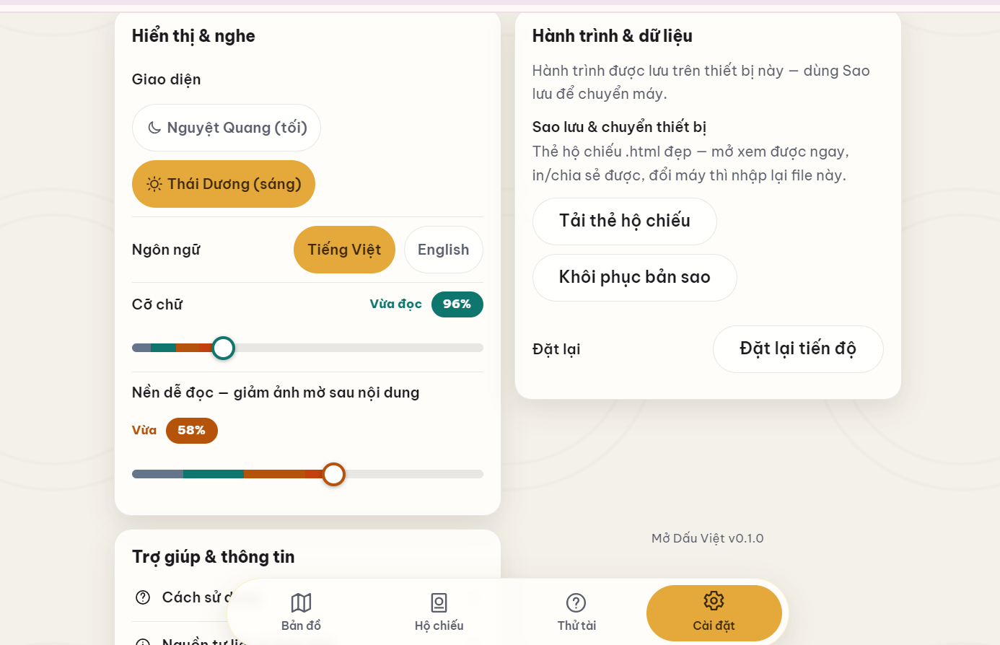 Hiển thị & nghe
Giao diện
Nguyệt Quang (tối)
Thái Dương (sáng)
Ngôn ngữ
Tiếng Việt
English
Cỡ chữ
Vừa đọc
96%
Nền dễ đọc — giảm ảnh mờ sau nội dung
Vừa
58%
Trợ giúp & thông tin
Cách sử
Hành trình & dữ liệu
Hành trình được lưu trên thiết bị này — dùng Sao
lưu để chuyển máy.
Sao lưu & chuyển thiết bị
Thẻ hộ chiếu .html đẹp — mở xem được ngay,
in/chia sẻ được, đổi máy thì nhập lại file này.
Tải thẻ hộ chiếu
Khôi phục bản sao
Đặt lại
Đặt lại tiến độ
Mở Dấu Việt v0.1.0
Bản đồ
Hộ chiếu
Thử tài
Cài đặt